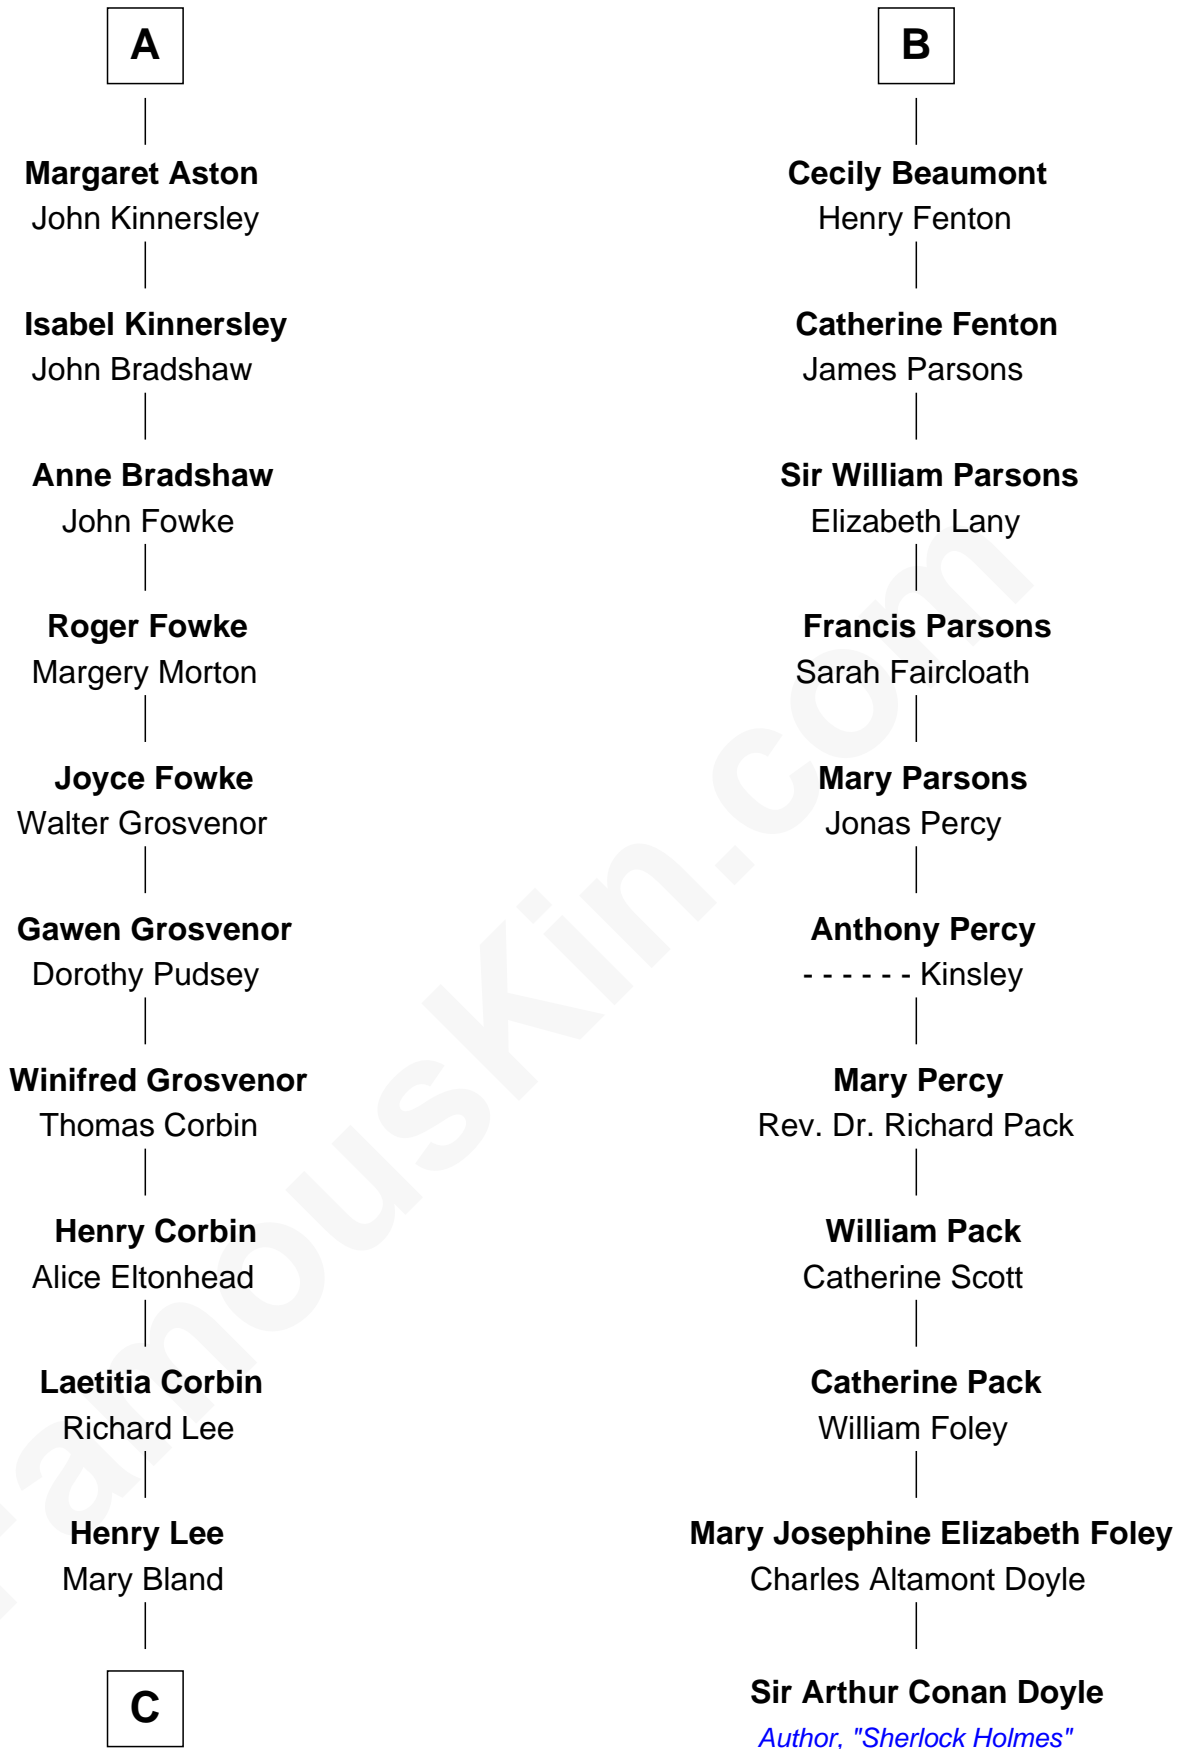 A
Margaret Aston
John Kinnersley
Isabel Kinnersley
John Bradshaw
Anne Bradshaw
John Fowke
Roger Fowke
Margery Morton
Joyce Fowke
Walter Grosvenor
Gawen Grosvenor
Dorothy Pudsey
Winifred Grosvenor
Thomas Corbin
Henry Corbin
Alice Eltonhead
Laetitia Corbin
Richard Lee
Henry Lee
Mary Bland
C
B
Cecily Beaumont
Henry Fenton
Catherine Fenton
James Parsons
Sir William Parsons
Elizabeth Lany
Francis Parsons
Sarah Faircloath
Mary Parsons
Jonas Percy
Anthony Percy
- - - - - - Kinsley
Mary Percy
Rev. Dr. Richard Pack
William Pack
Catherine Scott
Catherine Pack
William Foley
Mary Josephine Elizabeth Foley
Charles Altamont Doyle
Sir Arthur Conan Doyle
Author, "Sherlock Holmes"
FamousKin.com